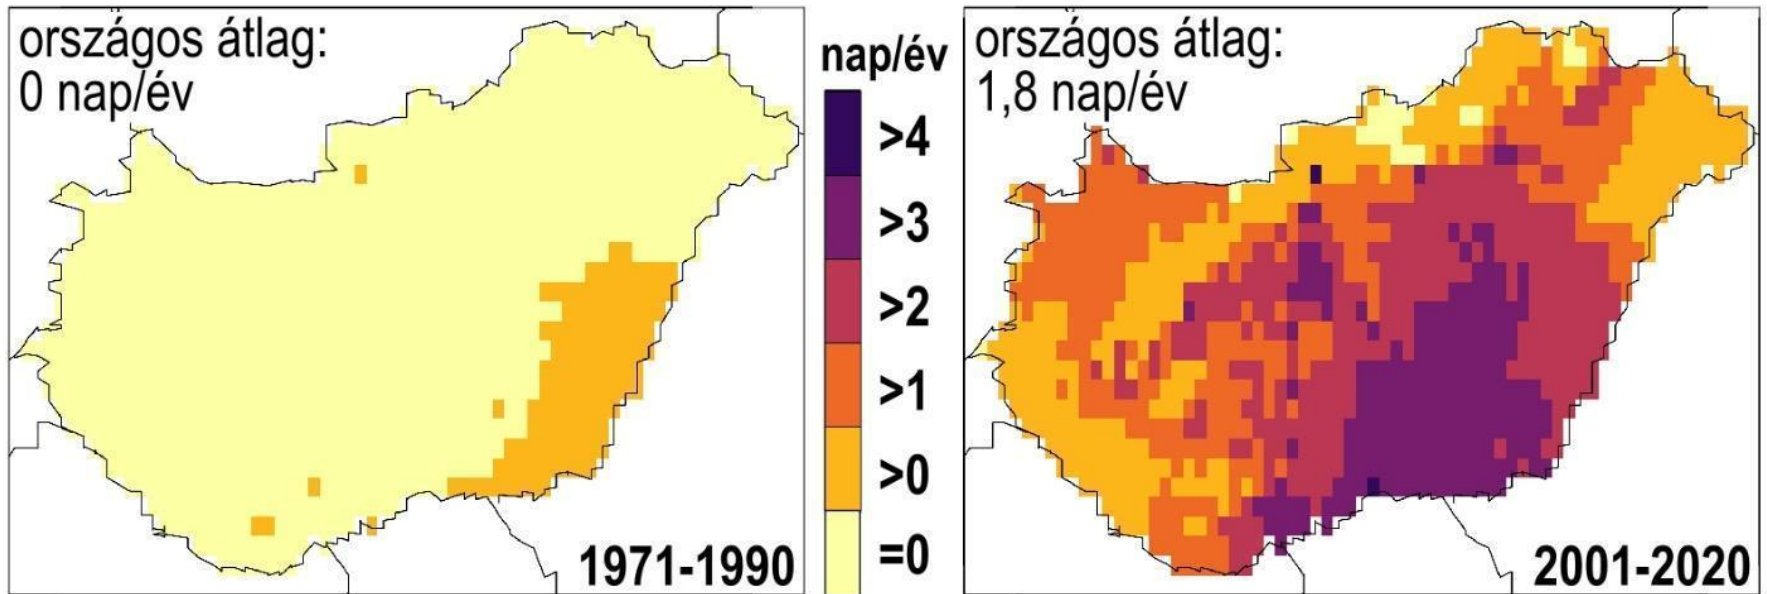 országos átlag:
0 nap/év
1971-1990
nap/év
>4
>3
>2
>1
>0
=0
országos átlag:
1,8 nap/év
2001-2020